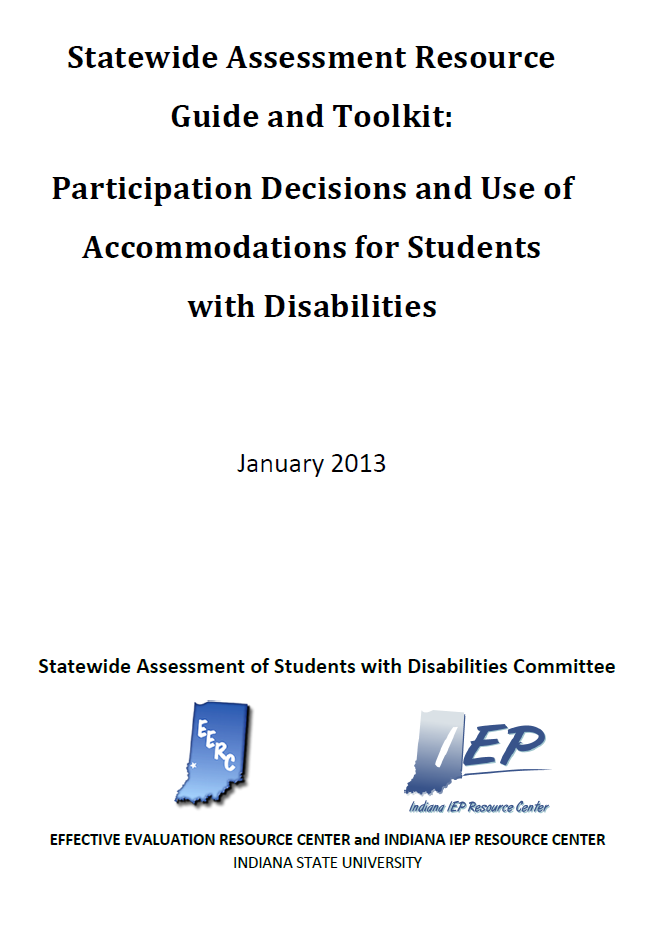 Statewide Assessment Resource
Guide and Toolkit:
Participation Decisions and Use of
Accommodations for Students
with Disabilities
January 2013
Statewide Assessment of Students with Disabilities Committee
EERC
IEP
Indiana IEP Resource Center
EFFECTIVE EVALUATION RESOURCE CENTER and INDIANA IEP RESOURCE CENTER
INDIANA STATE UNIVERSITY